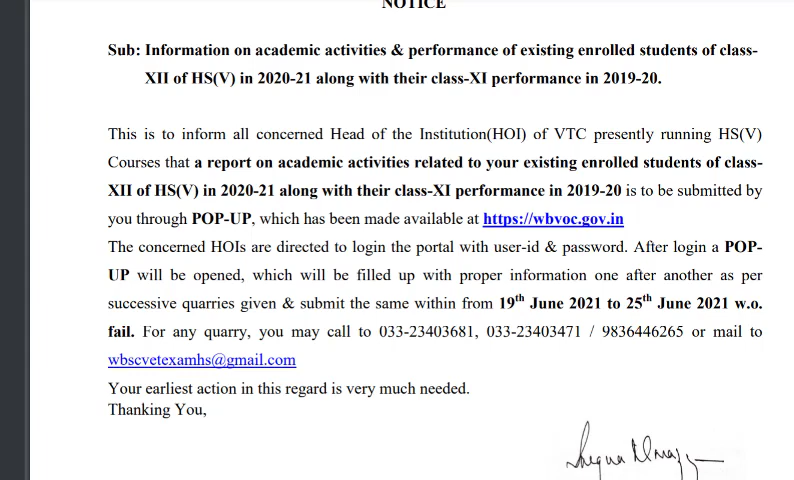 NOTICE
Sub: Information on academic activities & performance of existing enrolled students of class-
XII of HS(V) in 2020-21 along with their class-XI performance in 2019-20.
This is to inform all concerned Head of the Institution(HOI) of VTC presently running HS(V)
Courses that a report on academic activities related to your existing enrolled students of class-
XII of HS(V) in 2020-21 along with their class-XI performance in 2019-20 is to be submitted by
you through POP-UP, which has been made available at https://wbvoc.gov.in
The concerned HOIs are directed to login the portal with user-id & password. After login a POP-
UP will be opened, which will be filled up with proper information one after another as per
successive quarries given & submit the same within from 19th June 2021 to 25th June 2021 w.o.
fail. For any quarry, you may call to 033-23403681, 033-23403471 / 9836446265 or mail to
wbscvetexamhs@gmail.com
Your earliest action in this regard is very much needed.
Thanking You,